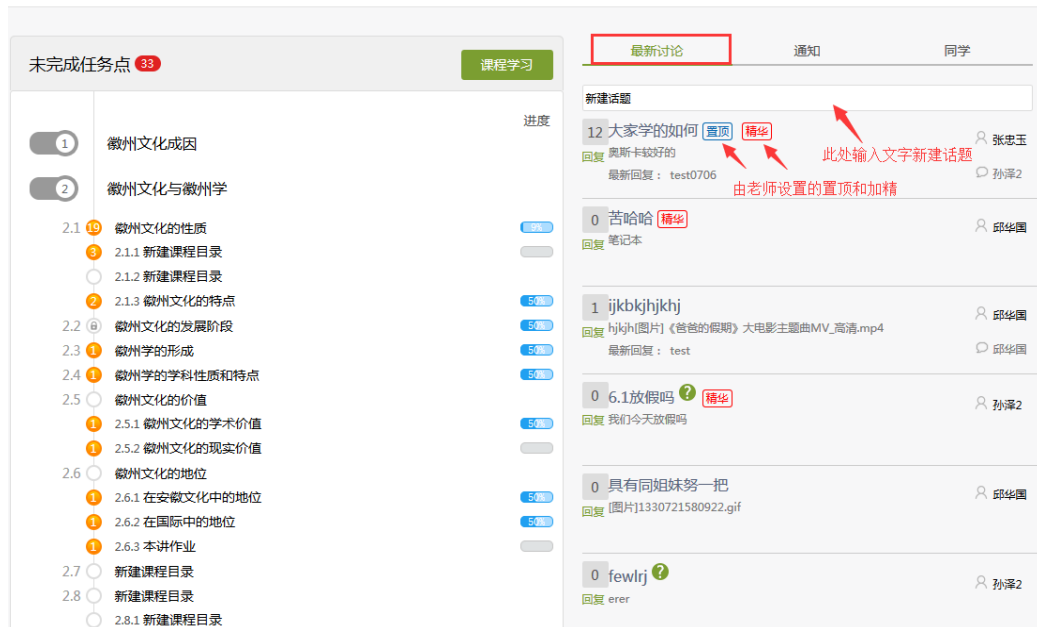 未完成任务点 33
课程学习
进度
1 徽州文化成因
2 徽州文化与徽州学
2.1 19 徽州文化的性质 9%
3 2.1.1 新建课程目录
2.1.2 新建课程目录
2 2.1.3 徽州文化的特点 50%
2.2 徽州文化的发展阶段 50%
2.3 1 徽州学的形成 50%
2.4 1 徽州学的学科性质和特点 50%
2.5 徽州文化的价值
1 2.5.1 徽州文化的学术价值 50%
1 2.5.2 徽州文化的现实价值
2.6 徽州文化的地位
1 2.6.1 在安徽文化中的地位 50%
1 2.6.2 在国际中的地位 50%
1 2.6.3 本讲作业
2.7 新建课程目录
2.8 新建课程目录
2.8.1 新建课程目录
最新讨论 通知 同学
新建话题
12 大家学的如何 置顶 精华 张忠玉
回复 奥斯卡较好的 此处输入文字新建话题
最新回复： test0706 孙泽2
由老师设置的置顶和加精
0 苦哈哈 精华 邱华国
回复 笔记本
1 ijkbkjhjkhj 邱华国
回复 hjkjh[图片]《爸爸的假期》大电影主题曲MV_高清.mp4
最新回复： test 邱华国
0 6.1放假吗 ? 精华 孙泽2
回复 我们今天放假吗
0 具有同姐妹努一把 邱华国
回复 [图片]1330721580922.gif
0 fewlrj ? 孙泽2
回复 erer